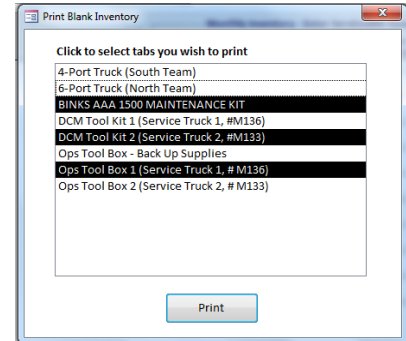 Print Blank Inventory
Click to select tabs you wish to print
4-Port Truck (South Team)
6-Port Truck (North Team)
BINKS AAA 1500 MAINTENANCE KIT
DCM Tool Kit 1 (Service Truck 1, #M136)
DCM Tool Kit 2 (Service Truck 2, #M133)
Ops Tool Box - Back Up Supplies
Ops Tool Box 1 (Service Truck 1, # M136)
Ops Tool Box 2 (Service Truck 2, # M133)
Print